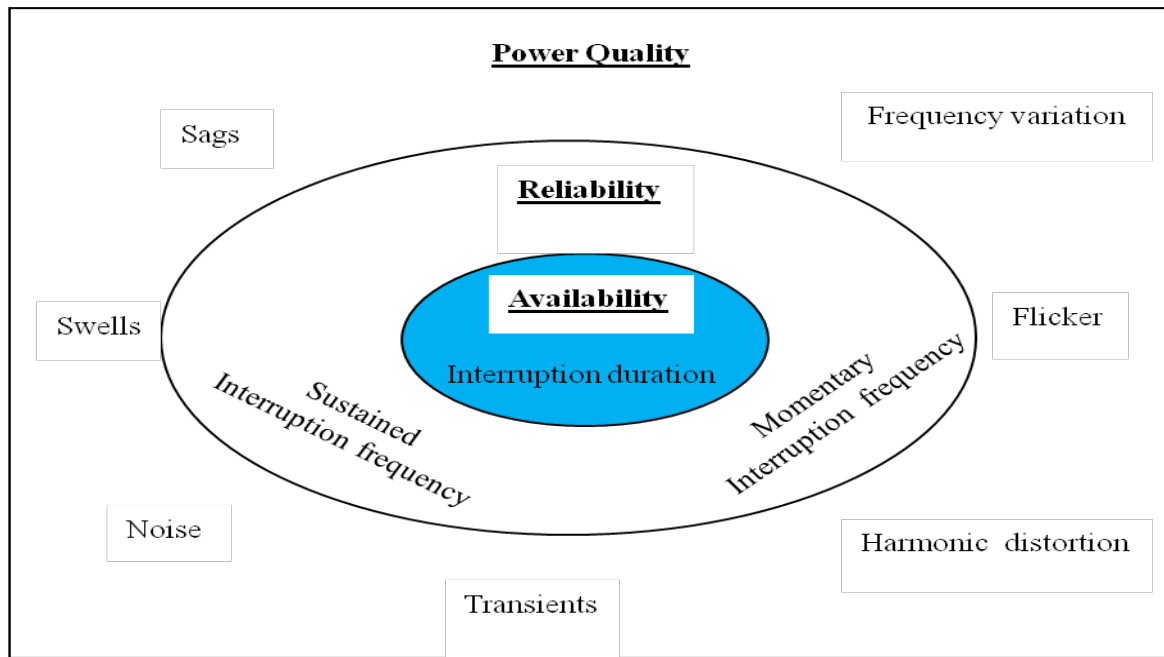 Power Quality
Sags
Frequency variation
Reliability
Availability
Swells
Flicker
Interruption duration
Sustained
Interruption frequency
Momentary
Interruption frequency
Noise
Harmonic distortion
Transients